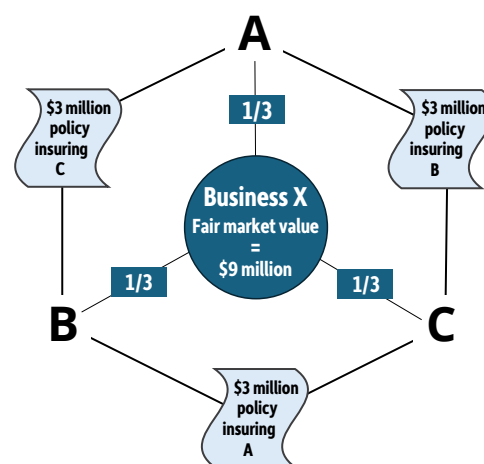 A
$3 million
policy
insuring
C
1/3
$3 million
policy
insuring
B
Business X
Fair market value
=
$9 million
1/3
1/3
B
C
$3 million
policy
insuring
A